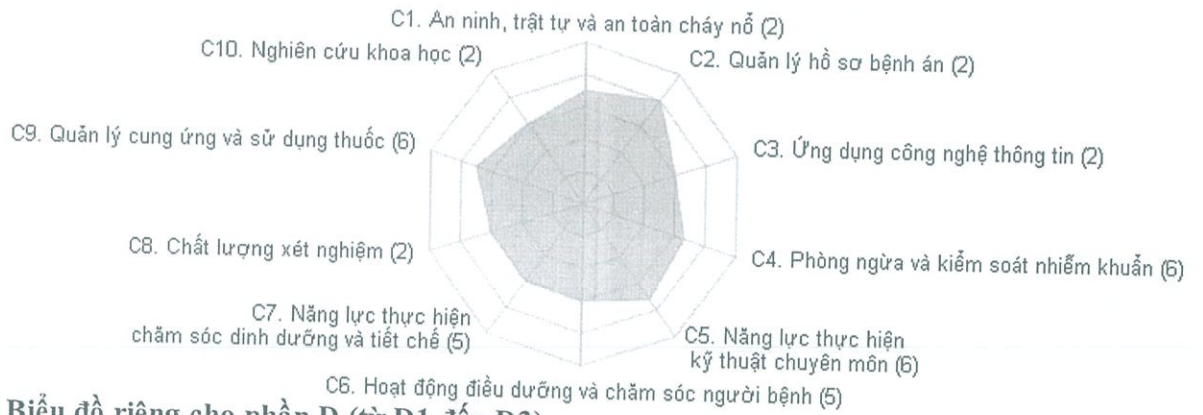 C1. An ninh, trật tự và an toàn cháy nổ (2)
C10. Nghiên cứu khoa học (2)
C2. Quản lý hồ sơ bệnh án (2)
C9. Quản lý cung ứng và sử dụng thuốc (6)
C3. Ứng dụng công nghệ thông tin (2)
C8. Chất lượng xét nghiệm (2)
C4. Phòng ngừa và kiểm soát nhiễm khuẩn (6)
C7. Năng lực thực hiện
chăm sóc dinh dưỡng và tiết chế (5)
C5. Năng lực thực hiện
kỹ thuật chuyên môn (6)
C6. Hoạt động điều dưỡng và chăm sóc người bệnh (5)
Biểu đồ riêng cho phần D (từ D1 đến D3)